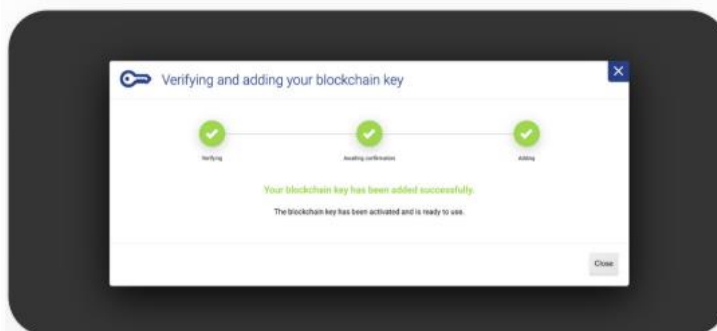 Verifying and adding your blockchain key
Verifying
Awaiting confirmation
Adding
Your blockchain key has been added successfully.
The blockchain key has been activated and is ready to use.
Close